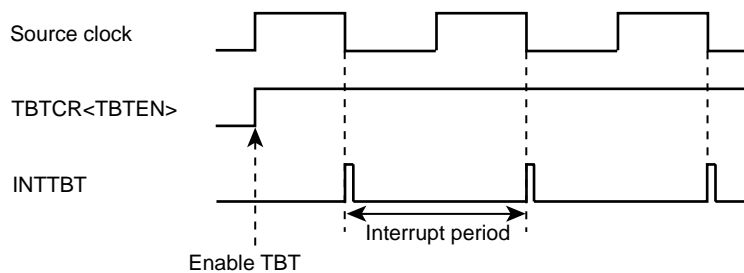 Source clock
TBTCR<TBTEN>
INTTBT
Interrupt period
Enable TBT